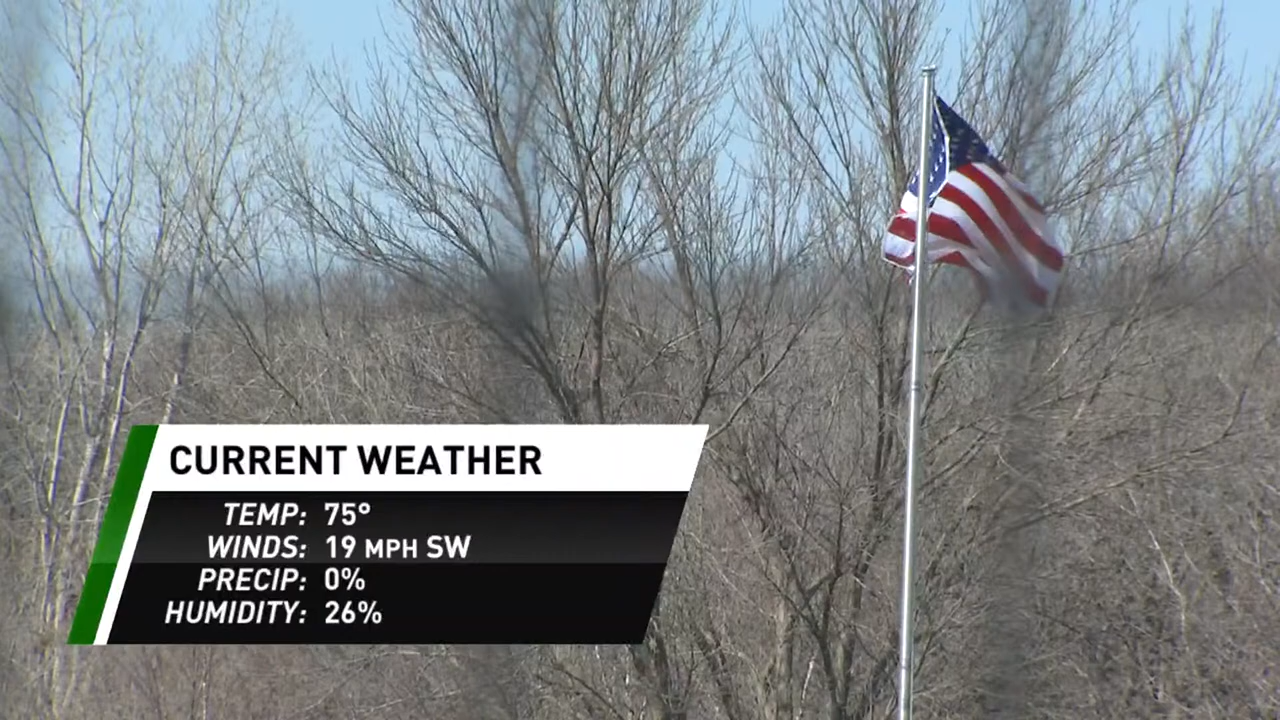 CURRENT WEATHER
TEMP: 75°
WINDS: 19 MPH SW
PRECIP: 0%
HUMIDITY: 26%